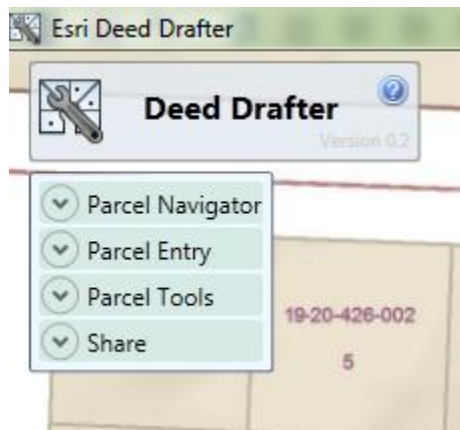 Esri Deed Drafter
Deed Drafter
Version 0.2
Parcel Navigator
Parcel Entry
Parcel Tools
Share
19-20-426-002
5